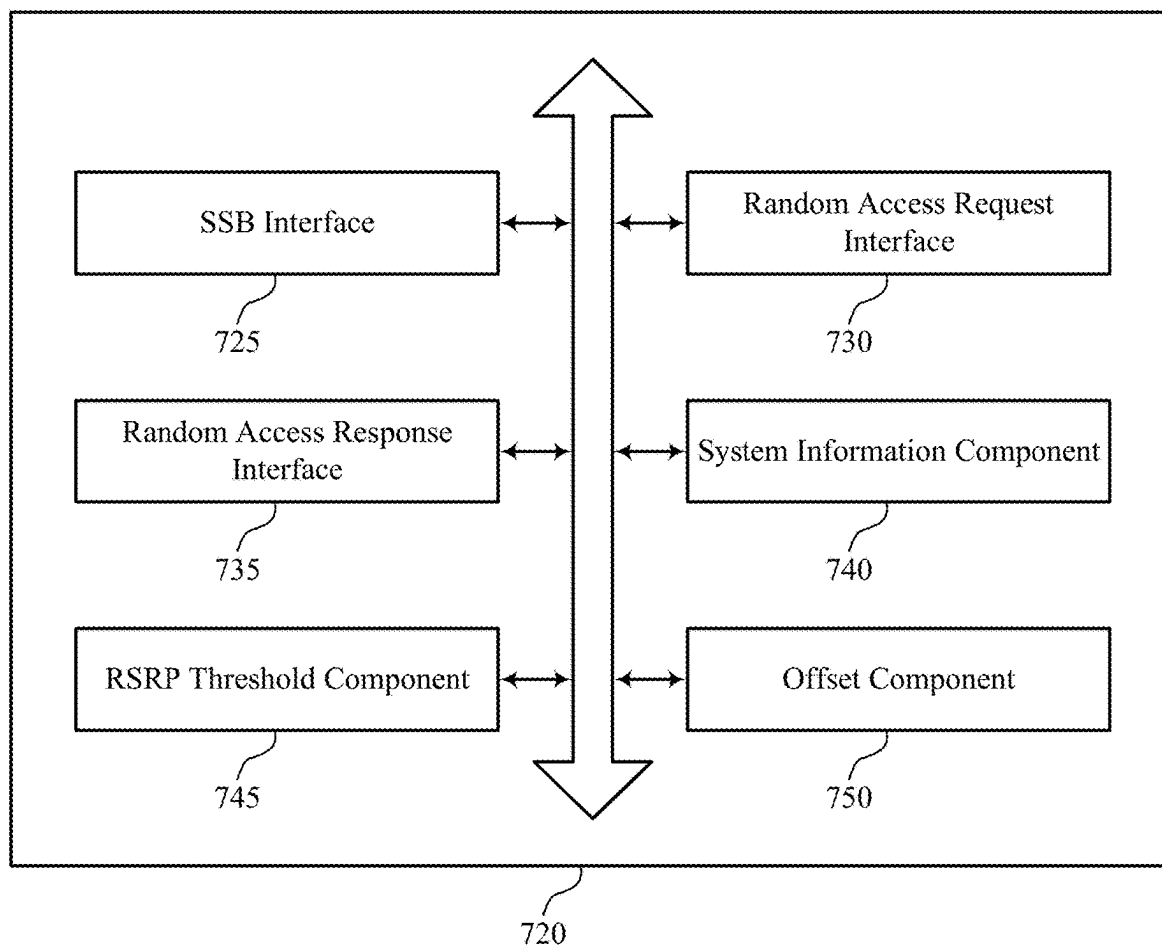 SSB Interface
725
Random Access Request
Interface
730
Random Access Response
Interface
735
System Information Component
740
RSRP Threshold Component
745
Offset Component
750
720